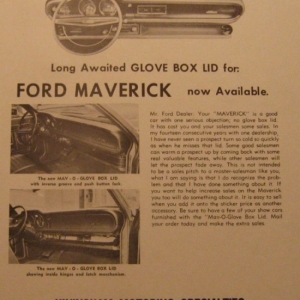 Long Awaited GLOVE BOX LID for:
FORD MAVERICK now Available.
Mr. Ford Dealer: Your "MAVERICK" is a good
car with one serious objection, no glove box lid.
It has cost you and your salesmen some sales. In
my fourteen consecutive years with one dealership,
I have never seen a prospect turn as cold as quickly
as when he misses that lid. Some good salesmen
can warm a prospect up by coming back with some
real valuable features, while other salesmen will
let the prospect fade away. This is not intended
to be a sales pitch to a master-salesman like you,
what I am saying is that I do recognize the prob-
lem and that I have done something about it. If
you want to help increase sales on the Maverick
you too will do something about it. It is easy to sell
when you add it onto the sticker price as another
accessory. Be sure to have a few of your show cars
furnished with the "May-O-Glove Box Lid. Mail
your order today and make the extra sales.
The new MAY-O-GLOVE BOX LID
with inverse groove and push button lock.
The new MAY-O-GLOVE BOX LID
showing inside hinges and latch mechanism.